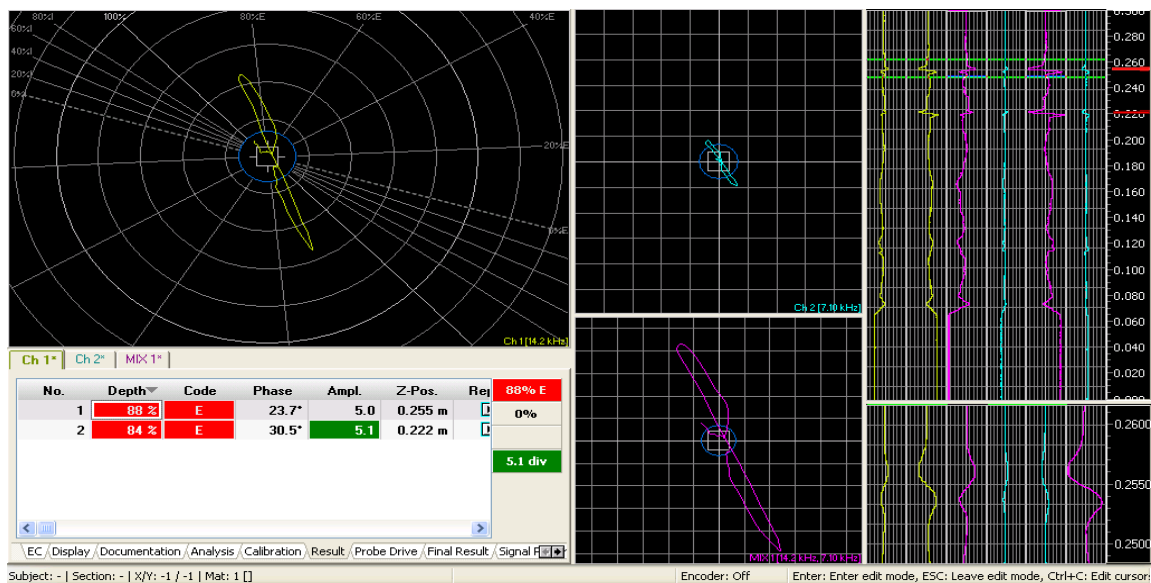 80%I 100% 80%E 60%E 40%E
60%I
40%I
20%I
0%I
20%E
0%E
Ch 1 [14.2 kHz]
Ch 2 [7.10 kHz]
MIX 1 [14.2 kHz, 7.10 kHz]
0.280
0.260
0.240
0.220
0.200
0.180
0.160
0.140
0.120
0.100
0.080
0.060
0.040
0.020
0.2600
0.2550
0.2500
Ch 1* Ch 2* MIX 1*
No. Depth Code Phase Ampl. Z-Pos.
1 88 % E 23.7° 5.0 0.255 m
2 84 % E 30.5° 5.1 0.222 m
88% E
0%
5.1 div
EC Display Documentation Analysis Calibration Result Probe Drive Final Result Signal
Subject: - | Section: - | X/Y: -1 / -1 | Mat: 1 []
Encoder: Off
Enter: Enter edit mode, ESC: Leave edit mode, Ctrl+C: Edit cursor